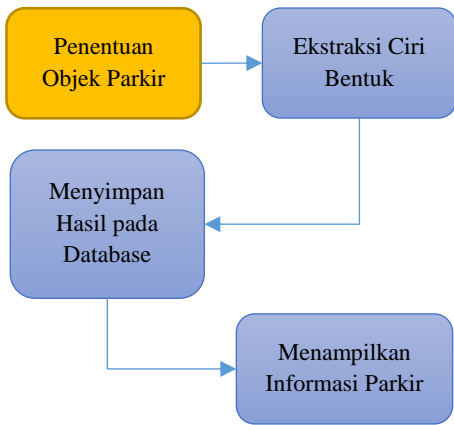 Penentuan
Objek Parkir
Ekstraksi Ciri
Bentuk
Menyimpan
Hasil pada
Database
Menampilkan
Informasi Parkir